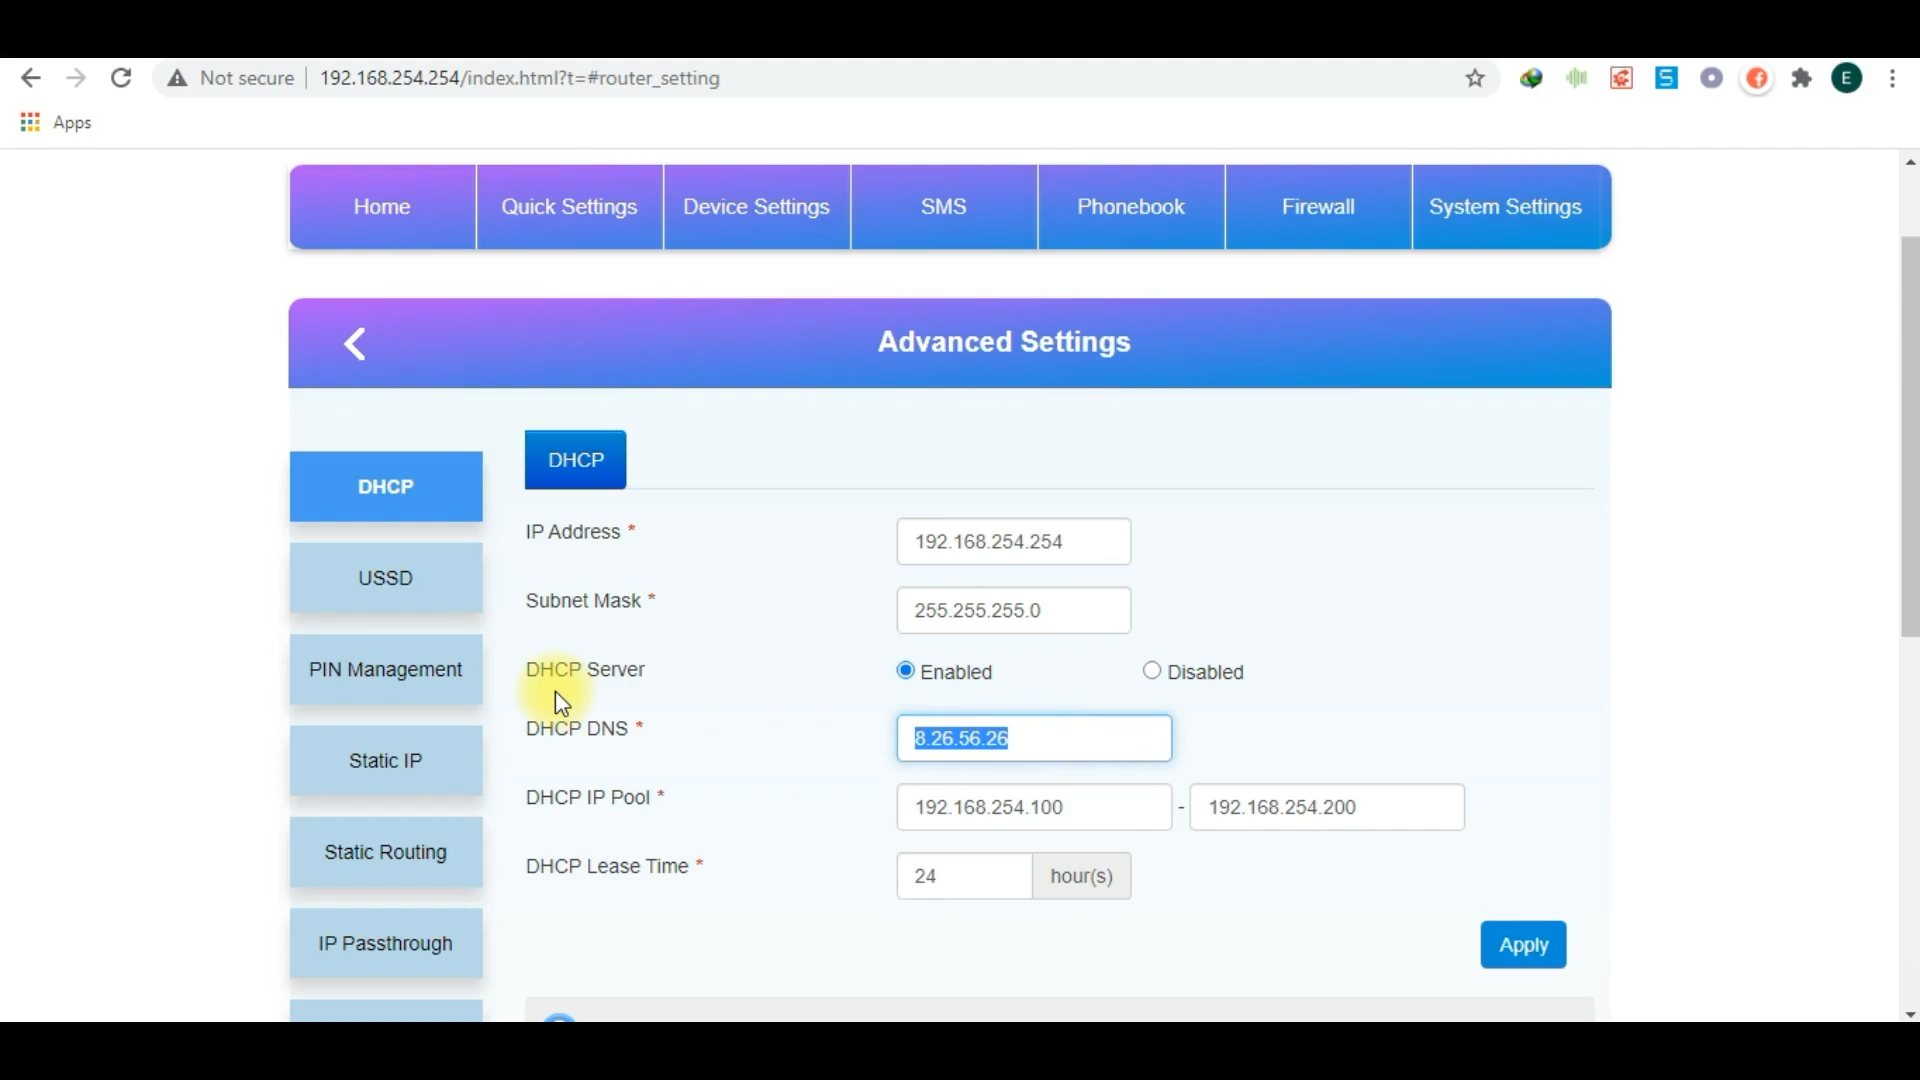 Not secure 192.168.254.254/index.html?t=#router_setting
S
E
Apps
Home Quick Settings Device Settings SMS Phonebook Firewall System Settings
Advanced Settings
DHCP
USSD
PIN Management
Static IP
Static Routing
IP Passthrough
DHCP
IP Address * 192.168.254.254
Subnet Mask * 255.255.255.0
DHCP Server Enabled Disabled
DHCP DNS * 8.26.56.26
DHCP IP Pool * 192.168.254.100 - 192.168.254.200
DHCP Lease Time * 24 hour(s)
Apply